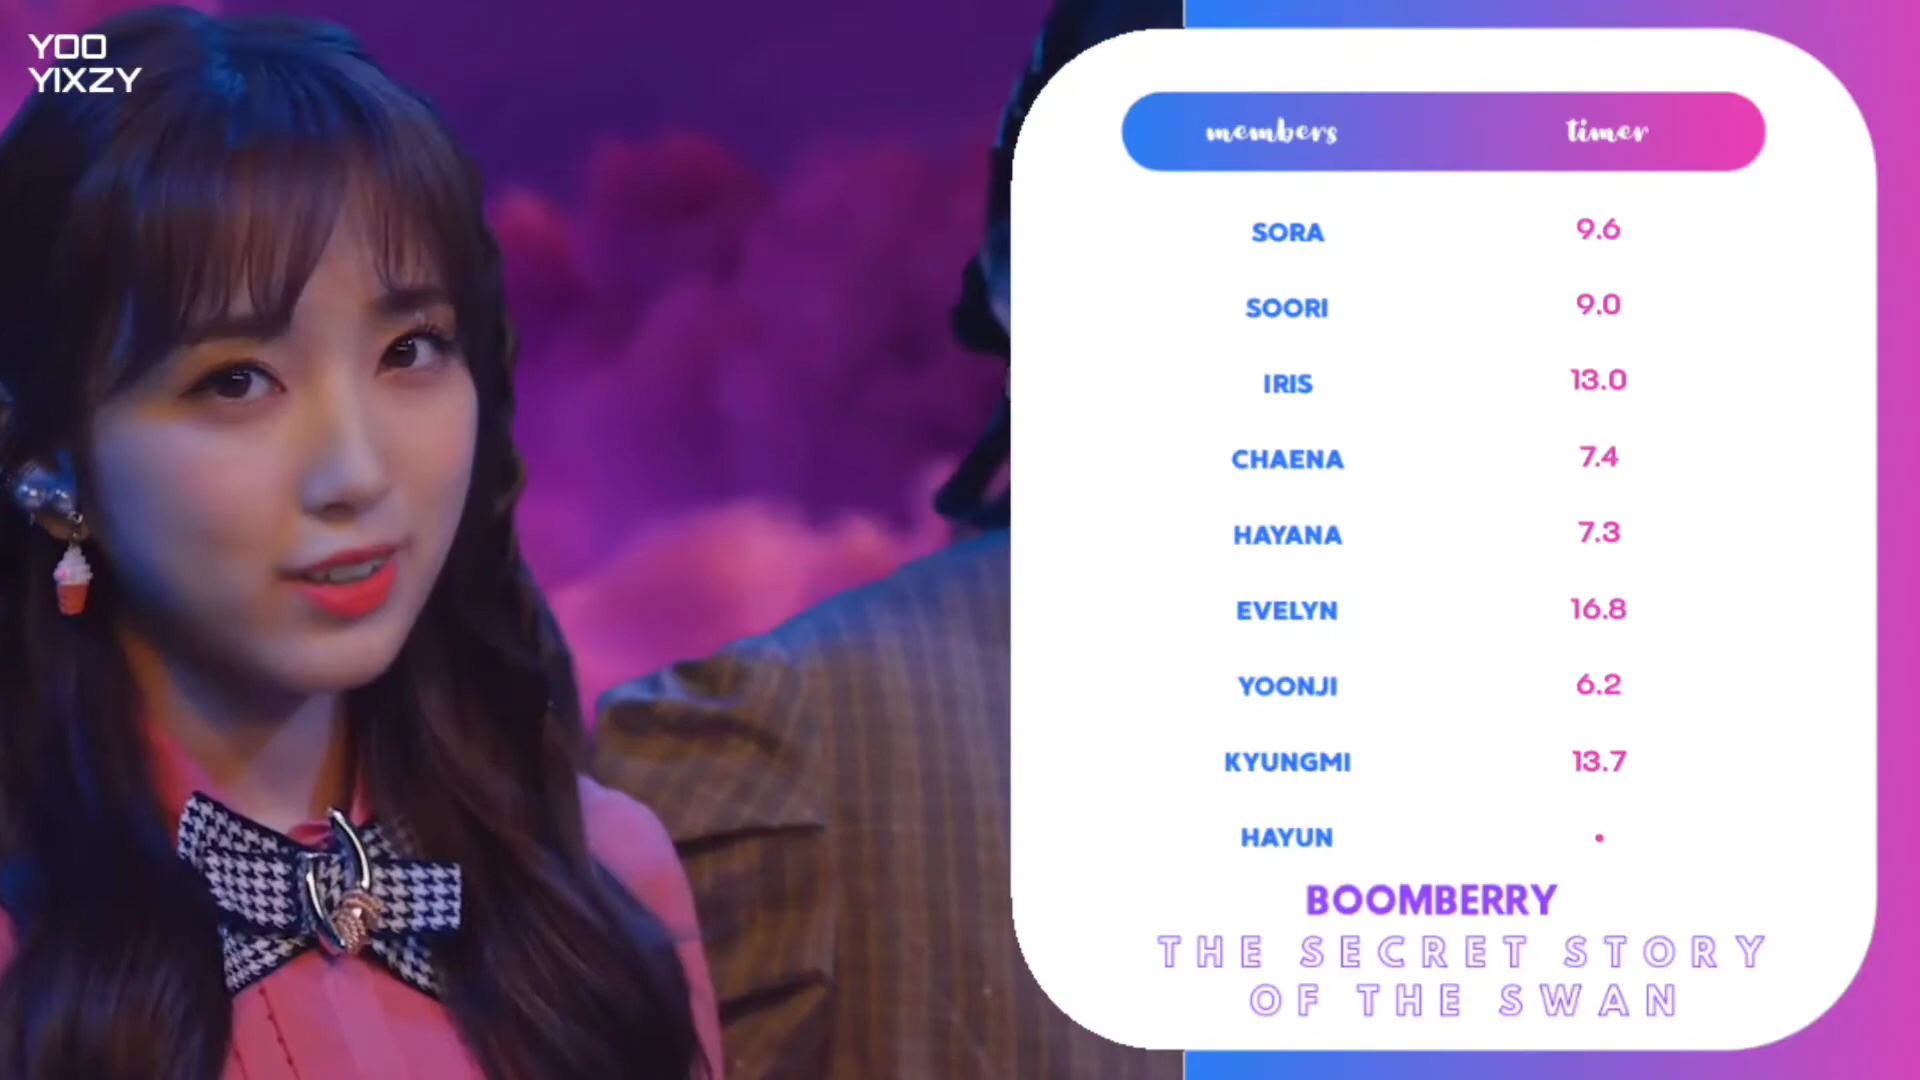 YOO
YIXZY
members timer
SORA 9.6
SOORI 9.0
IRIS 13.0
CHAENA 7.4
HAYANA 7.3
EVELYN 16.8
YOONJI 6.2
KYUNGMI 13.7
HAYUN •
BOOMBERRY
THE SECRET STORY
OF THE SWAN